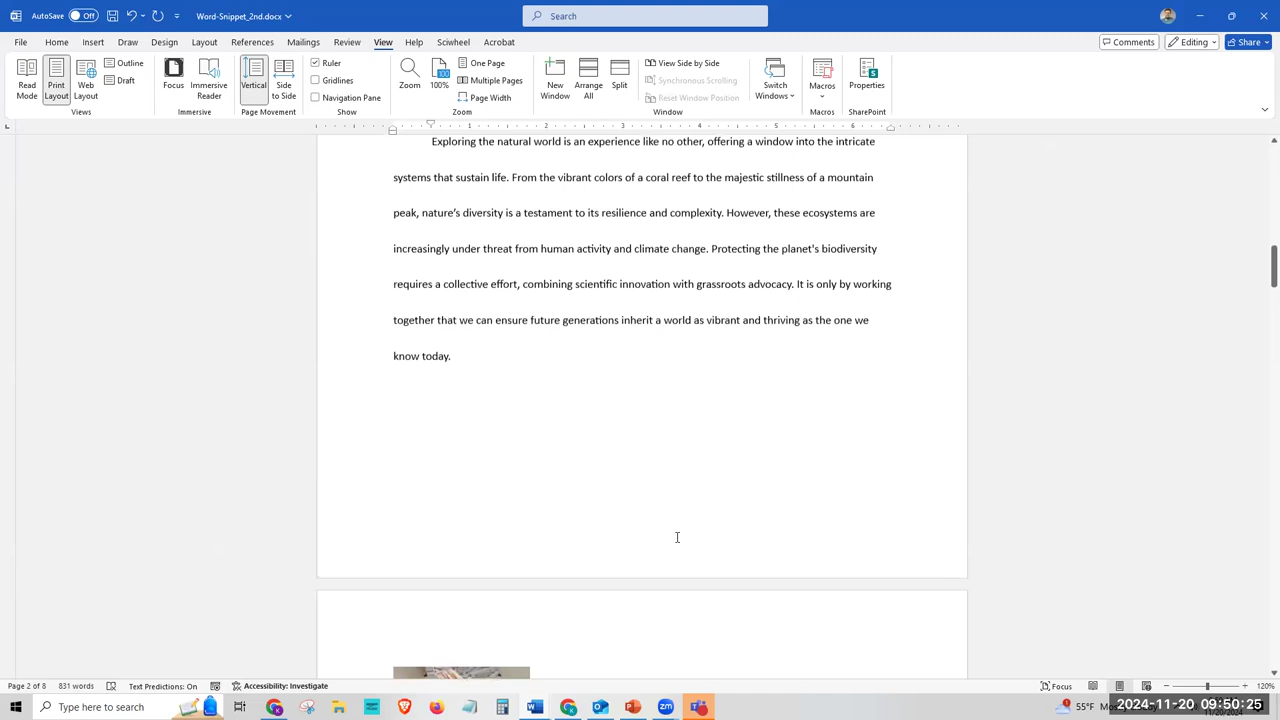 AutoSave Off Word-Snippet_2nd.docx Search
File Home Insert Draw Design Layout References Mailings Review View Help Sciwheel Acrobat Comments Editing Share
Read Mode
Print Layout
Web Layout
Outline
Draft
Views
Focus
Immersive Reader
Immersive
Vertical
Side to Side
Page Movement
Ruler
Gridlines
Navigation Pane
Show
Zoom
100
100%
One Page
Multiple Pages
Page Width
Zoom
New Window
Arrange All
Split
View Side by Side
Synchronous Scrolling
Reset Window Position
Window
Switch Windows
Macros
Macros
Properties
SharePoint
1 2 3 4 5 6
Exploring the natural world is an experience like no other, offering a window into the intricate
systems that sustain life. From the vibrant colors of a coral reef to the majestic stillness of a mountain
peak, nature’s diversity is a testament to its resilience and complexity. However, these ecosystems are
increasingly under threat from human activity and climate change. Protecting the planet's biodiversity
requires a collective effort, combining scientific innovation with grassroots advocacy. It is only by working
together that we can ensure future generations inherit a world as vibrant and thriving as the one we
know today.
Page 2 of 8 831 words Text Predictions: On Accessibility: Investigate Focus 120%
Type here to search zm 55°F 2024-11-20 09:50:25